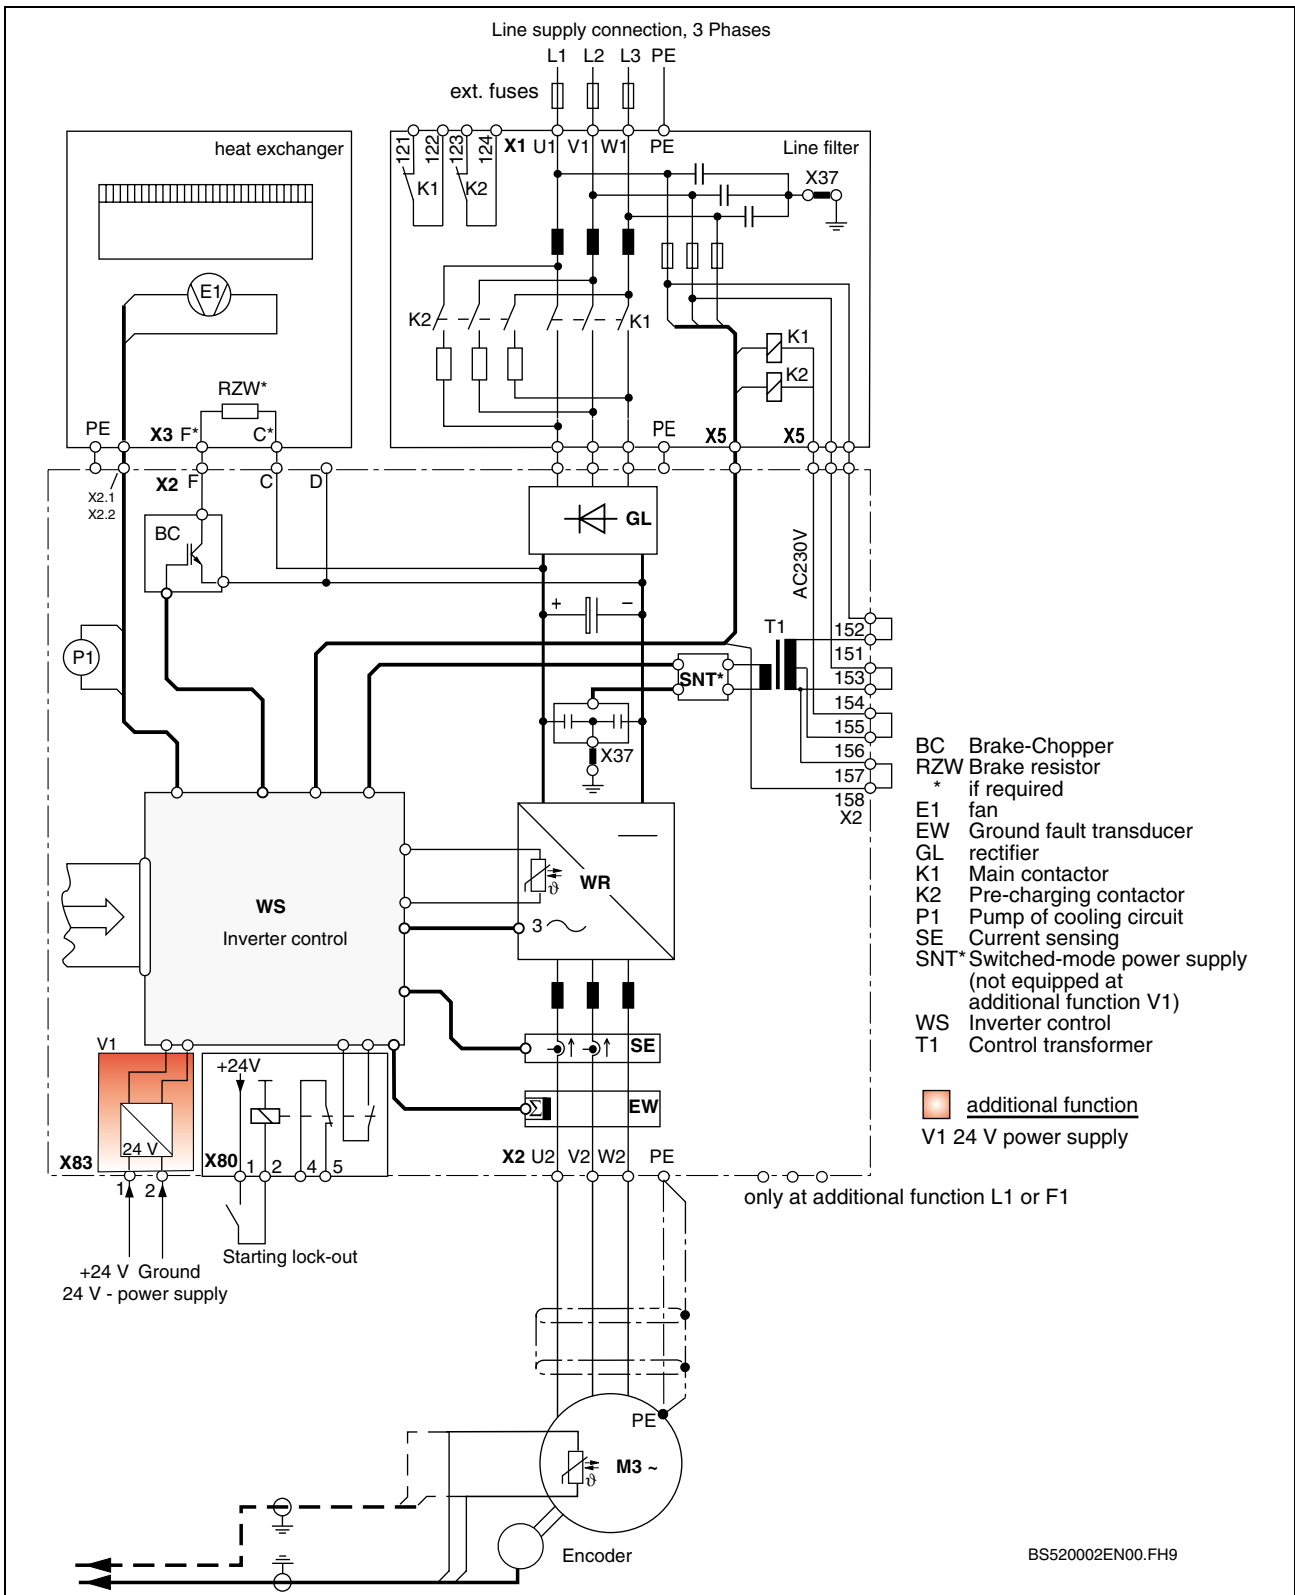 Line supply connection, 3 Phases
L1 L2 L3 PE
ext. fuses
heat exchanger
121 122 123 124 X1 U1 V1 W1 PE Line filter
K1 K2
X37
E1
K2 K1
K1
K2
RZW*
PE X3 F* C*
PE X5 X5
X2.1
X2.2
X2 F C D
BC
GL
AC230V
+ −
P1
T1
SNT*
152
151
153
154
155
156
157
158
X2
X37
BC Brake-Chopper
RZW Brake resistor
* if required
E1 fan
EW Ground fault transducer
GL rectifier
K1 Main contactor
K2 Pre-charging contactor
P1 Pump of cooling circuit
SE Current sensing
SNT* Switched-mode power supply
(not equipped at
additional function V1)
WS Inverter control
T1 Control transformer
additional function
V1 24 V power supply
WS
Inverter control
WR
ϑ
3
SE
Σ
EW
V1
+24V
24 V
X83
X80 1 2 4 5
X2 U2 V2 W2 PE
1 2
only at additional function L1 or F1
Starting lock-out
+24 V Ground
24 V - power supply
PE
M3 ~
ϑ
Encoder
BS520002EN00.FH9